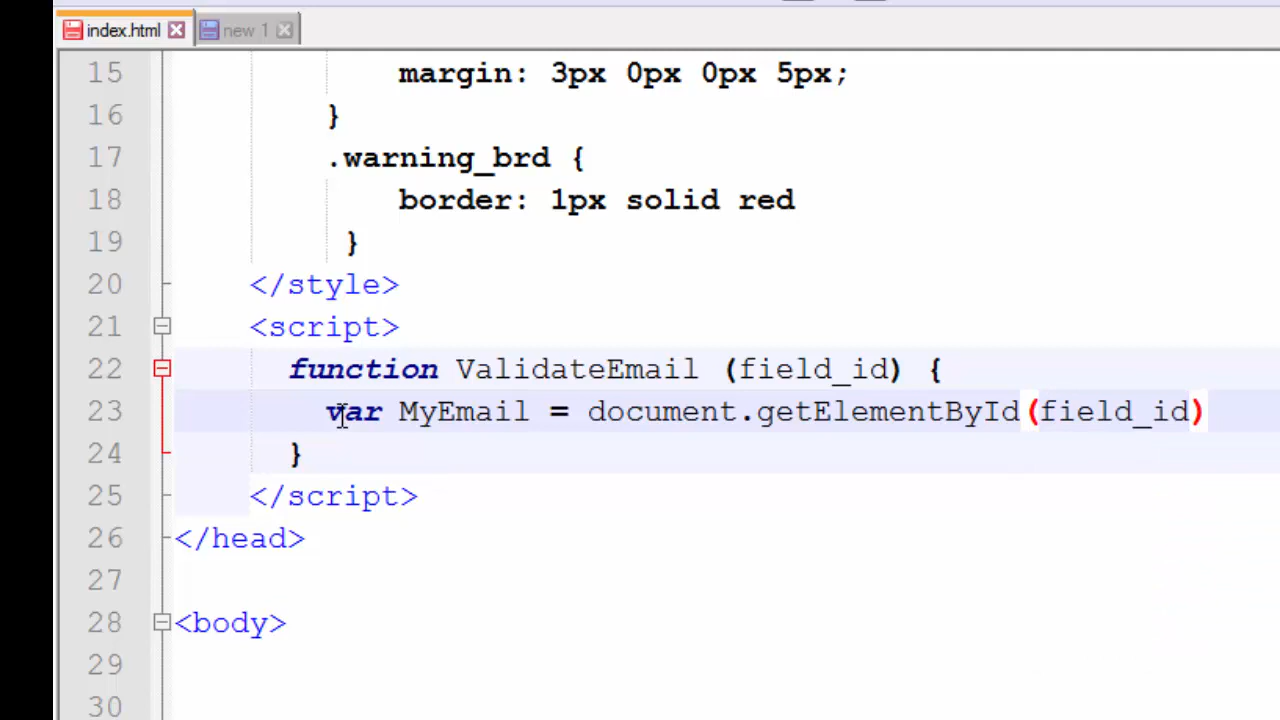 index.html new 1
15 margin: 3px 0px 0px 5px;
16 }
17 .warning_brd {
18 border: 1px solid red
19 }
20 </style>
21 <script>
22 function ValidateEmail (field_id) {
23 var MyEmail = document.getElementById(field_id)
24 }
25 </script>
26 </head>
27
28 <body>
29
30